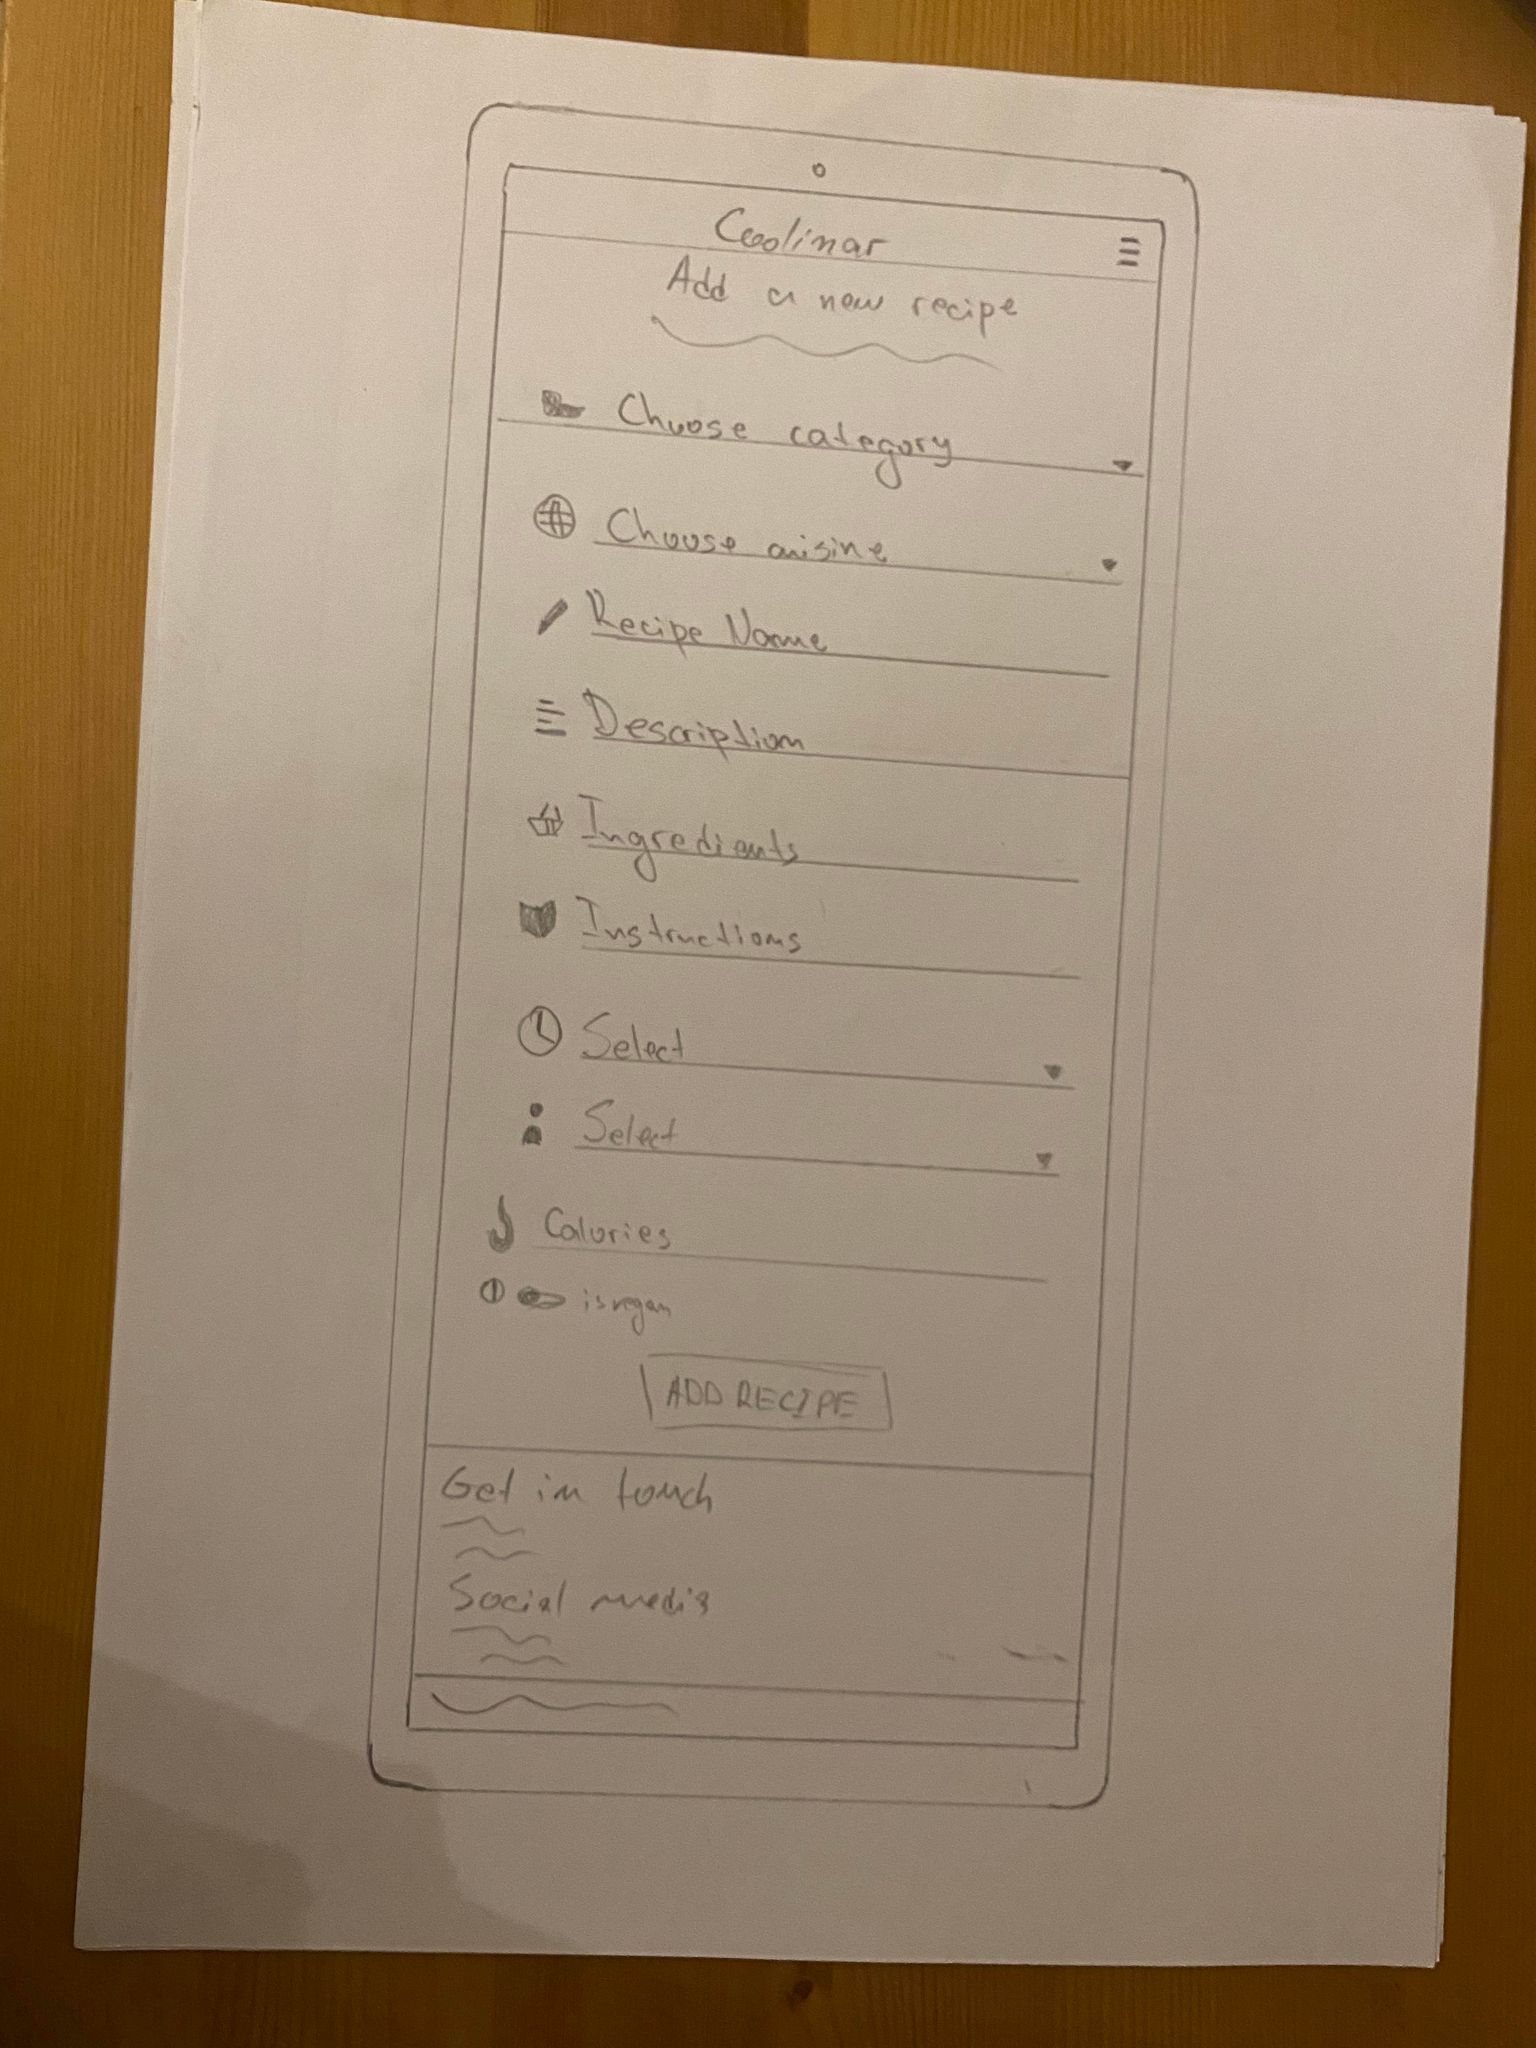 Coolinar
Add a new recipe
Choose category
Choose cuisine
Recipe Name
Description
Ingredients
Instructions
Select
Select
Calories
is vegan
ADD RECIPE
Get in touch
Social media